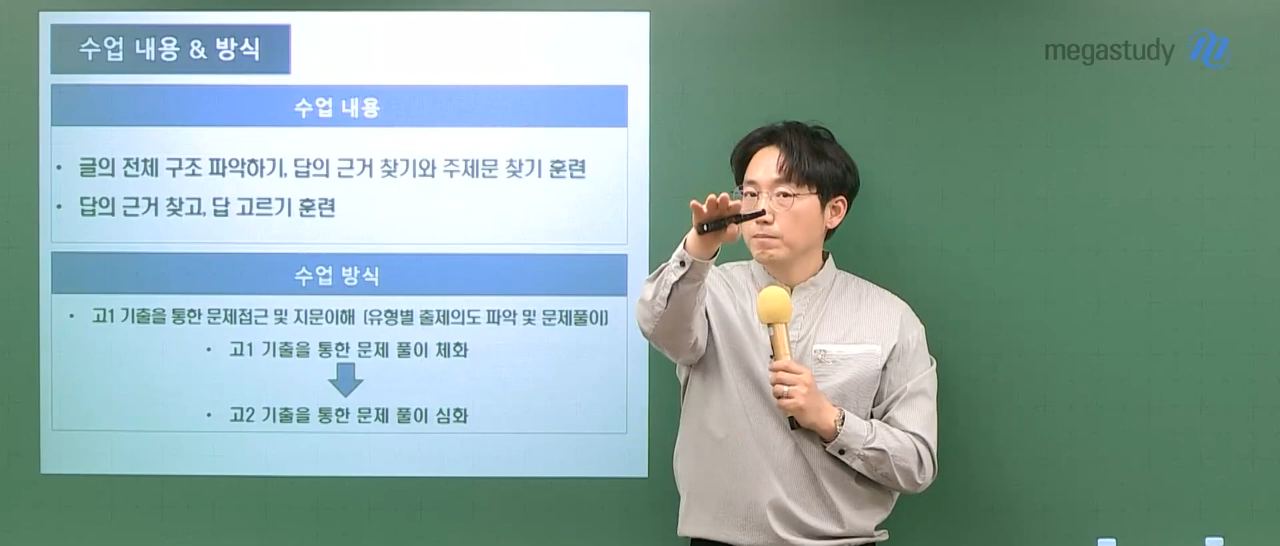 수업 내용 & 방식
megastudy
수업 내용
• 글의 전체 구조 파악하기, 답의 근거 찾기와 주제문 찾기 훈련
• 답의 근거 찾고, 답 고르기 훈련
수업 방식
• 고1 기출을 통한 문제접근 및 지문이해 (유형별 출제의도 파악 및 문제풀이)
• 고1 기출을 통한 문제 풀이 체화
• 고2 기출을 통한 문제 풀이 심화